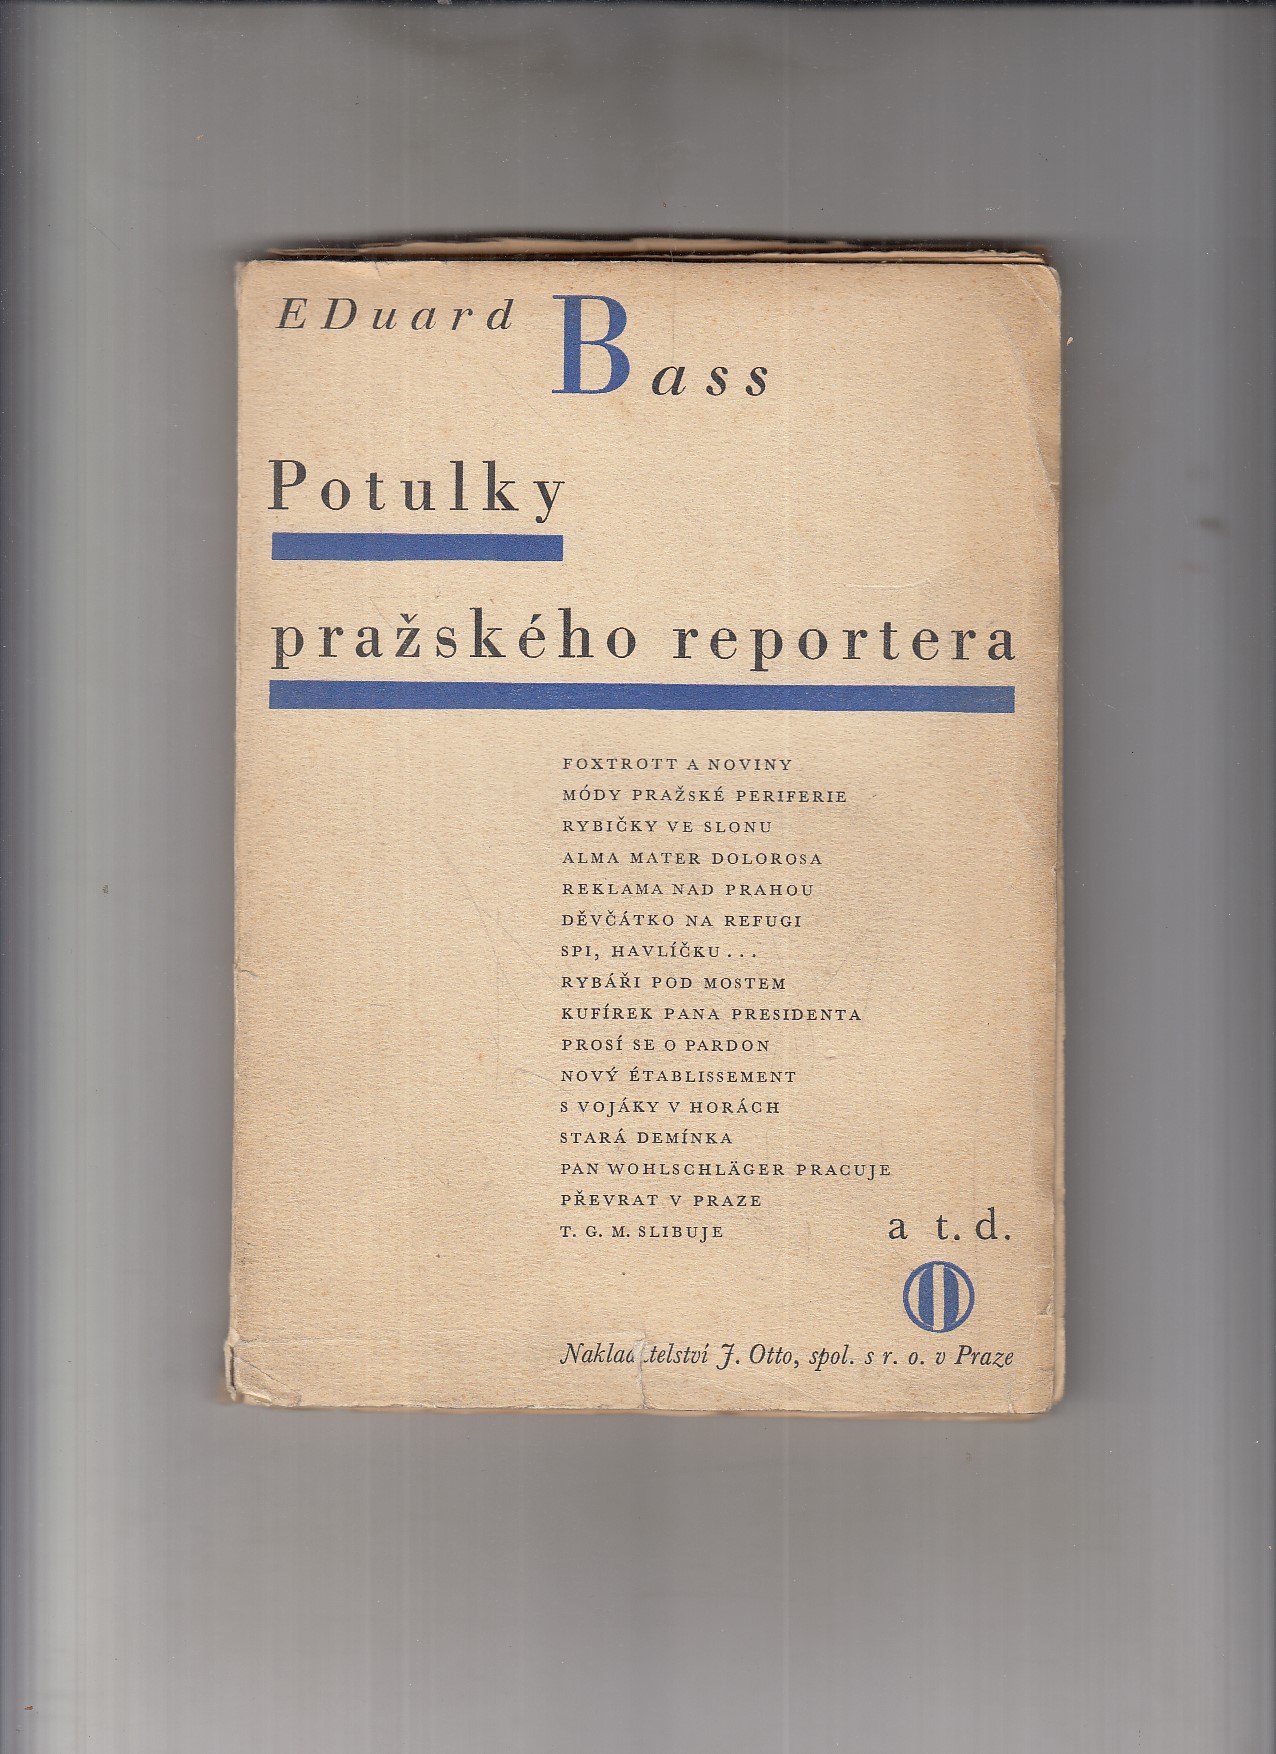 EDuard Bass
Potulky
pražského reportera
FOXTROTT A NOVINY
MÓDY PRAŽSKÉ PERIFERIE
RYBIČKY VE SLONU
ALMA MATER DOLOROSA
REKLAMA NAD PRAHOU
DĚVČÁTKO NA REFUGI
SPI, HAVLÍČKU...
RYBÁŘI POD MOSTEM
KUFÍREK PANA PRESIDENTA
PROSÍ SE O PARDON
NOVÝ ÉTABLISSEMENT
S VOJÁKY V HORÁCH
STARÁ DEMÍNKA
PAN WOHLSCHLÄGER PRACUJE
PŘEVRAT V PRAZE
T. G. M. SLIBUJE
a t. d.
Nakladatelství J. Otto, spol. s r. o. v Praze